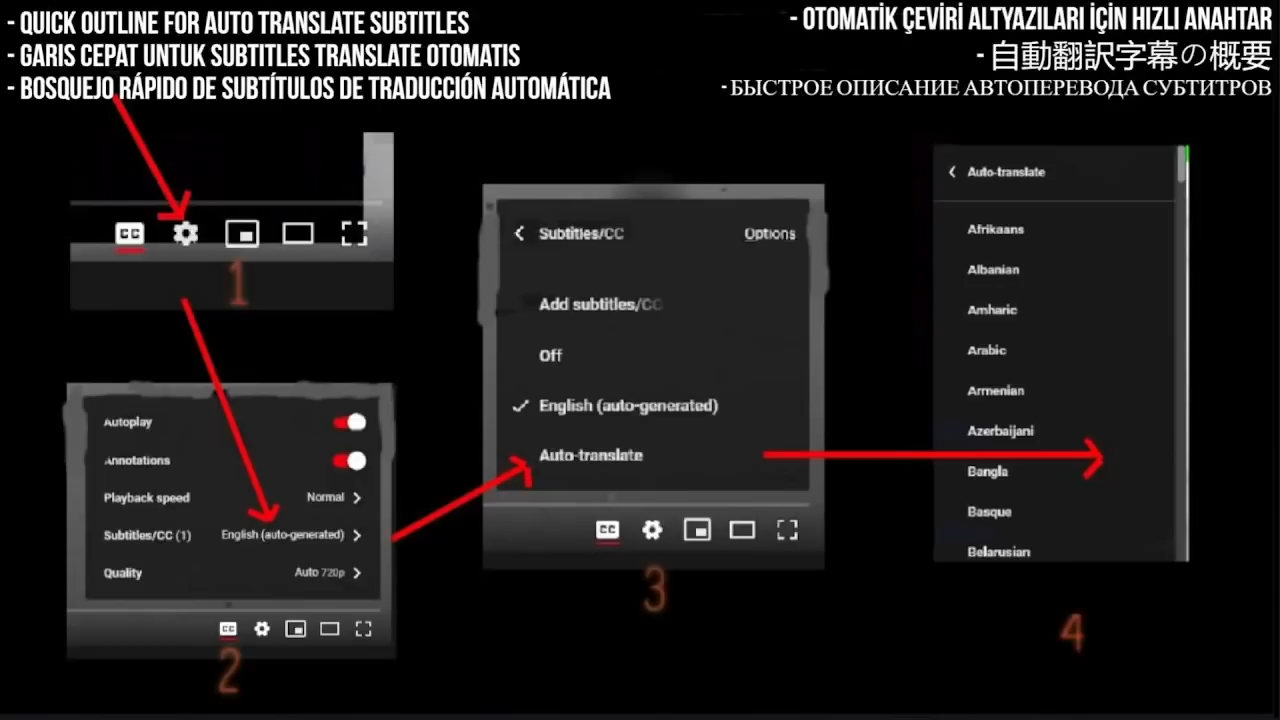 - QUICK OUTLINE FOR AUTO TRANSLATE SUBTITLES
- GARIS CEPAT UNTUK SUBTITLES TRANSLATE OTOMATIS
- BOSQUEJO RÁPIDO DE SUBTÍTULOS DE TRADUCCIÓN AUTOMÁTICA
- OTOMATİK ÇEVİRİ ALTYAZILARI İÇİN HIZLI ANAHTAR
- 自動翻訳字幕の概要
- БЫСТРОЕ ОПИСАНИЕ АВТОПЕРЕВОДА СУБТИТРОВ
CC
1
Autoplay
Annotations
Playback speed Normal
Subtitles/CC (1) English (auto-generated)
Quality Auto 720p
CC
2
Subtitles/CC Options
Add subtitles/CC
Off
English (auto-generated)
Auto-translate
CC
3
Auto-translate
Afrikaans
Albanian
Amharic
Arabic
Armenian
Azerbaijani
Bangla
Basque
Belarusian
4